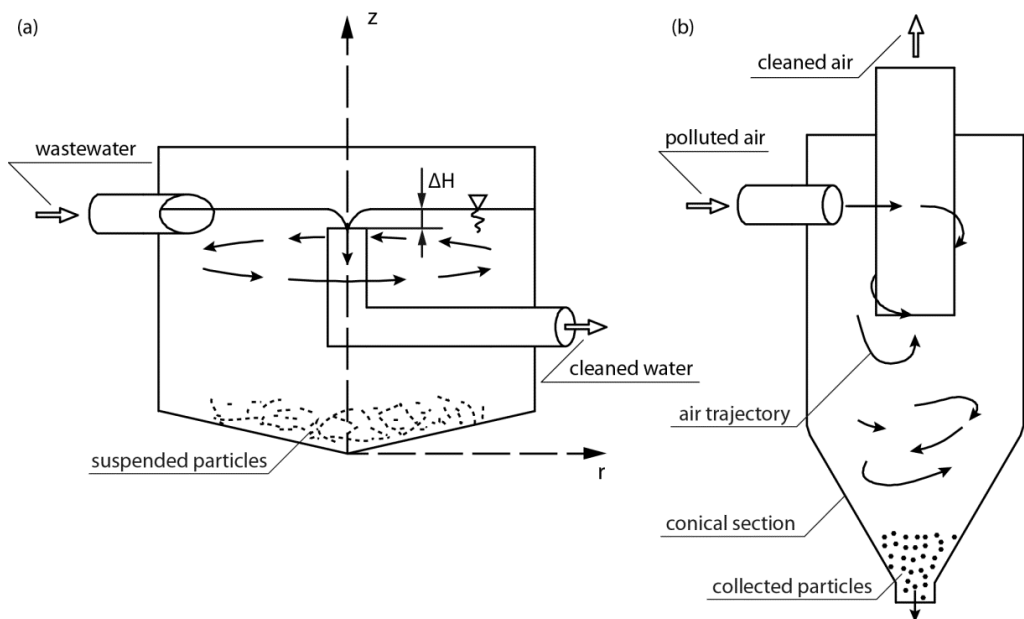 (a)
z
wastewater
ΔH
cleaned water
suspended particles
r
(b)
cleaned air
polluted air
air trajectory
conical section
collected particles